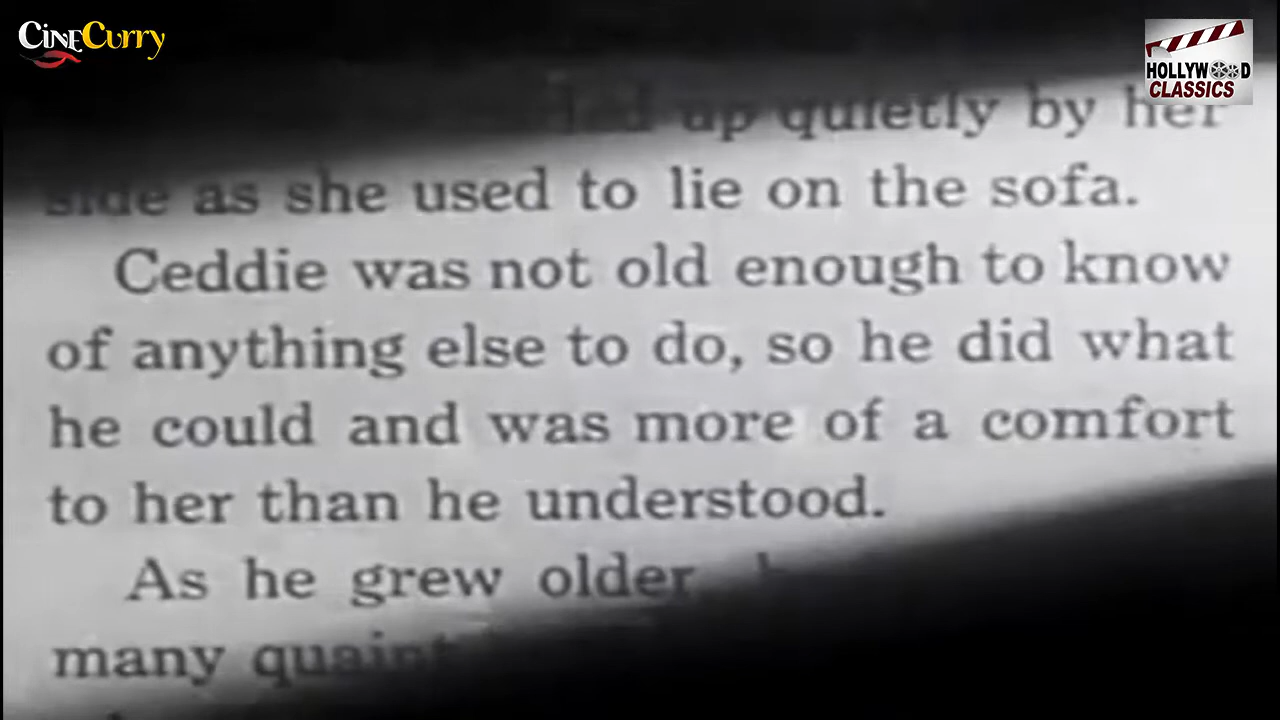 CINECURRY
HOLLYWOOD
CLASSICS
up quietly by her
side as she used to lie on the sofa.
Ceddie was not old enough to know
of anything else to do, so he did what
he could and was more of a comfort
to her than he understood.
As he grew older
many quaint